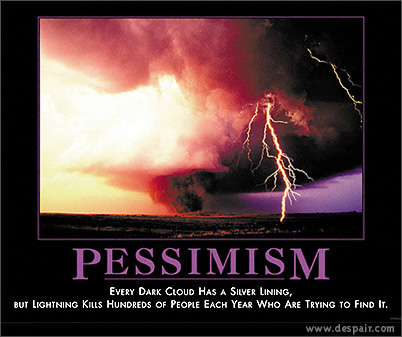 PESSIMISM
EVERY DARK CLOUD HAS A SILVER LINING,
BUT LIGHTNING KILLS HUNDREDS OF PEOPLE EACH YEAR WHO ARE TRYING TO FIND IT.
www.despair.com